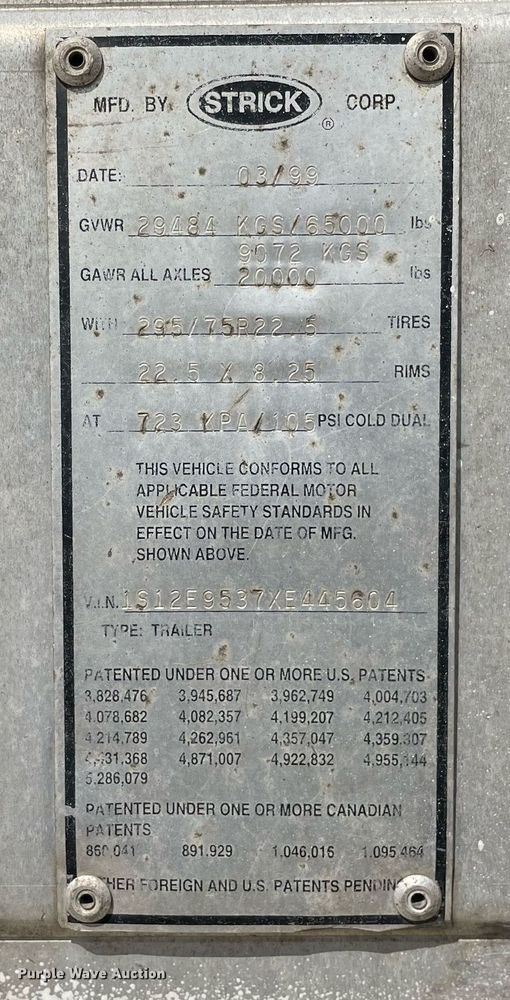 MFD. BY STRICK ® CORP.
DATE: 03/99
GVWR 29484 KGS/65000 lbs
9072 KGS
GAWR ALL AXLES 20000 lbs
WITH 295/75R22.5 TIRES
22.5 X 8.25 RIMS
AT 723 KPA/105 PSI COLD DUAL
THIS VEHICLE CONFORMS TO ALL
APPLICABLE FEDERAL MOTOR
VEHICLE SAFETY STANDARDS IN
EFFECT ON THE DATE OF MFG.
SHOWN ABOVE.
V.I.N. 1S12E9537XE445604
TYPE: TRAILER
PATENTED UNDER ONE OR MORE U.S. PATENTS
3,828,476 3,945,687 3,962,749 4,004,703
4,078,682 4,082,357 4,199,207 4,212,405
4,214,789 4,262,961 4,357,047 4,359,307
4,871,007 4,922,832 4,955,144
5,286,079
PATENTED UNDER ONE OR MORE CANADIAN
PATENTS
891,929 1,046,016 1,095,464
OTHER FOREIGN AND U.S. PATENTS PENDING
Purple Wave Auction